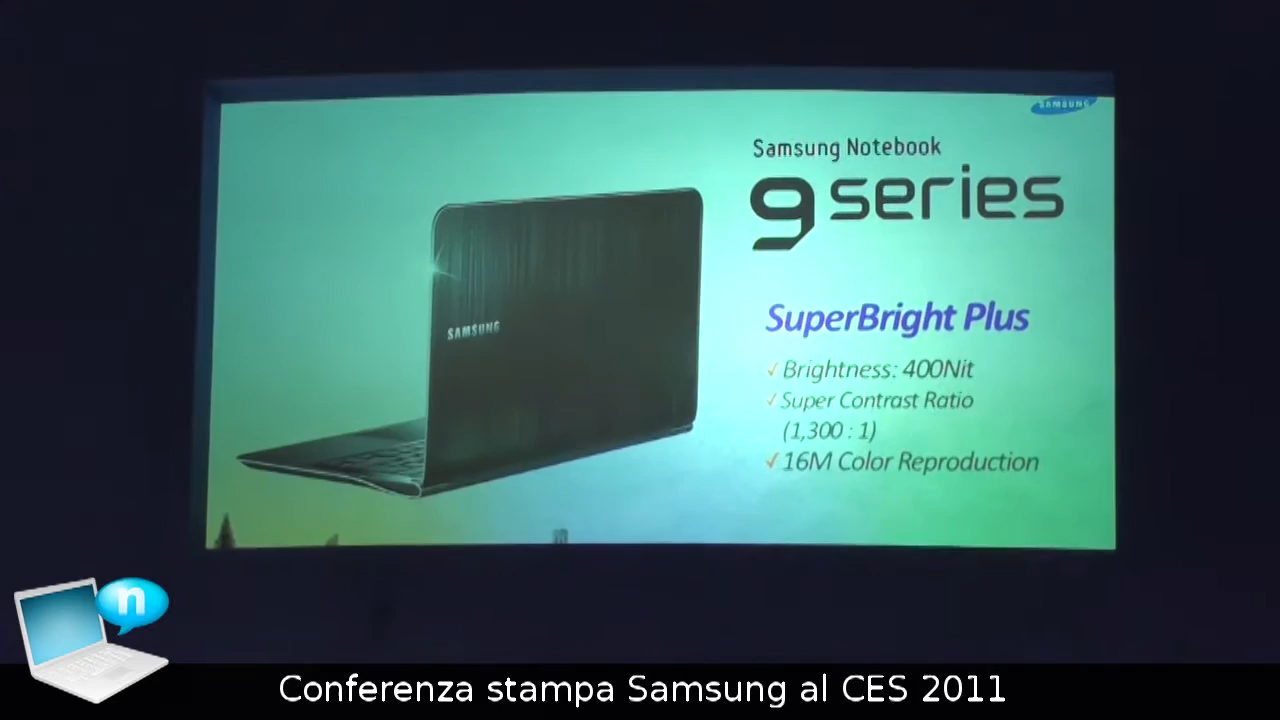 SAMSUNG
Samsung Notebook
9 series
SAMSUNG
SuperBright Plus
Brightness: 400Nit
Super Contrast Ratio
(1,300 : 1)
16M Color Reproduction
n
Conferenza stampa Samsung al CES 2011